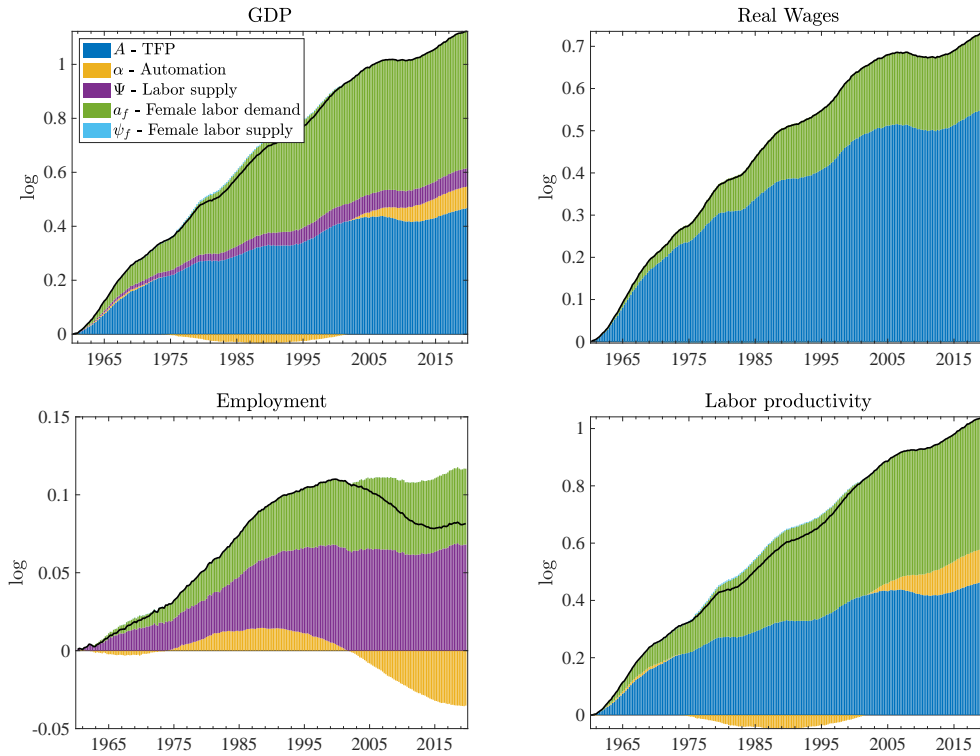 GDP
A - TFP
α - Automation
Ψ - Labor supply
a_f - Female labor demand
ψ_f - Female labor supply
log
1
0.8
0.6
0.4
0.2
0
1965 1975 1985 1995 2005 2015
Real Wages
log
0.7
0.6
0.5
0.4
0.3
0.2
0.1
0
1965 1975 1985 1995 2005 2015
Employment
log
0.15
0.1
0.05
0
-0.05
1965 1975 1985 1995 2005 2015
Labor productivity
log
1
0.8
0.6
0.4
0.2
0
1965 1975 1985 1995 2005 2015